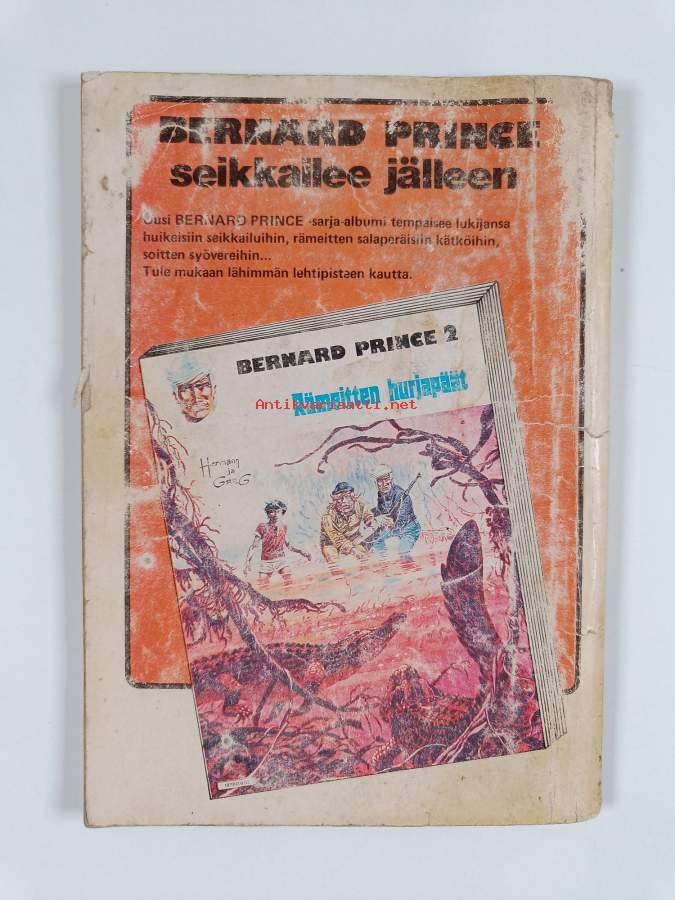 BERNARD PRINCE
seikkailee jälleen
Uusi BERNARD PRINCE -sarja-albumi tempaisee lukijansa
huikeisiin seikkailuihin, rämeitten salaperäisiin kätköihin,
soitten syövereihin...
Tule mukaan lähimmän lehtipisteen kautta.
BERNARD PRINCE 2
Rämeitten hurjapäät
Antikvariaatti.net
Hermann
ja
GREG